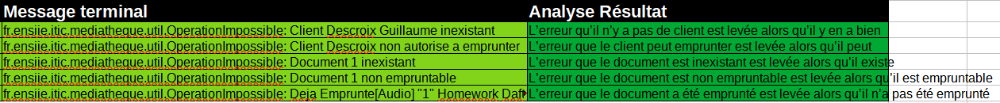 Message terminal Analyse Résultat
fr.ensiie.itic.mediatheque.util.OperationImpossible: Client Descroix Guillaume inexistant L'erreur qu'il n'y a pas de client est levée alors qu'il y en a bien
fr.ensiie.itic.mediatheque.util.OperationImpossible: Client Descroix non autorise a emprunter L'erreur que le client peut emprunter est levée alors qu'il peut
fr.ensiie.itic.mediatheque.util.OperationImpossible: Document 1 inexistant L'erreur que le document est inexistant est levée alors qu'il existe
fr.ensiie.itic.mediatheque.util.OperationImpossible: Document 1 non empruntable L'erreur que le document est non empruntable est levée alors qu'il est empruntable
fr.ensiie.itic.mediatheque.util.OperationImpossible: Deja Emprunte[Audio] "1" Homework Daft L'erreur que le document a été emprunté est levée alors qu'il n'a pas été emprunté